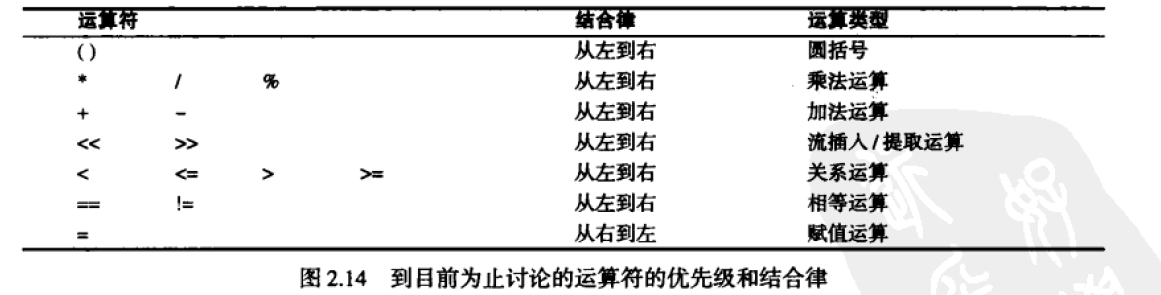 运算符 结合律 运算类型
( ) 从左到右 圆括号
* / % 从左到右 乘法运算
+ - 从左到右 加法运算
<< >> 从左到右 流插入/提取运算
< <= > >= 从左到右 关系运算
== != 从左到右 相等运算
= 从右到左 赋值运算
图 2.14 到目前为止讨论的运算符的优先级和结合律